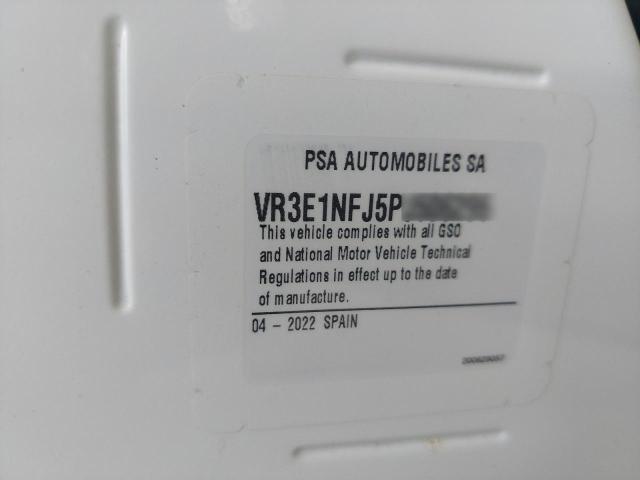 PSA AUTOMOBILES SA
VR3E1NFJ5P
This vehicle complies with all GSO
and National Motor Vehicle Technical
Regulations in effect up to the date
of manufacture.
04 - 2022 SPAIN